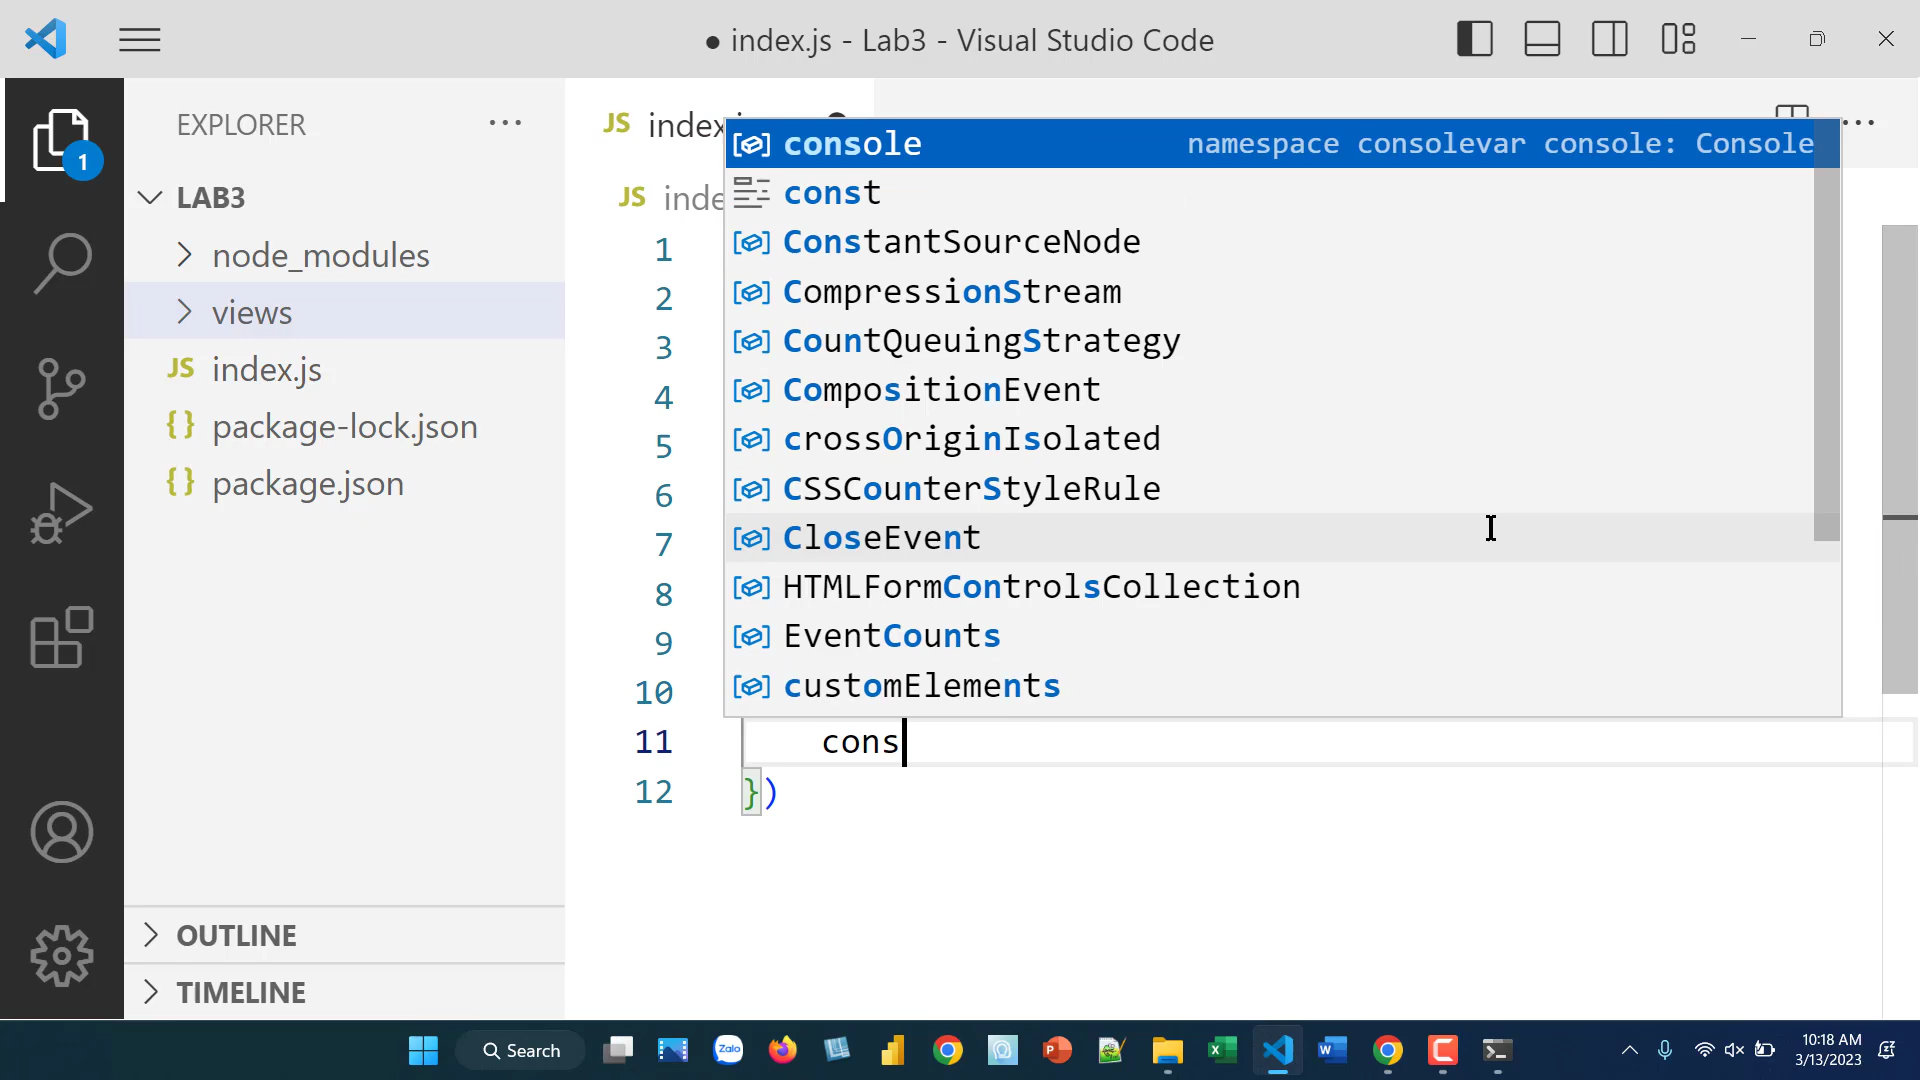 ● index.js - Lab3 - Visual Studio Code
EXPLORER
1
LAB3
node_modules
views
JS index.js
{} package-lock.json
{} package.json
OUTLINE
TIMELINE
JS index
JS inde
console namespace consolevar console: Console
const
ConstantSourceNode
CompressionStream
CountQueuingStrategy
CompositionEvent
crossOriginIsolated
CSSCounterStyleRule
CloseEvent
HTMLFormControlsCollection
EventCounts
customElements
1
2
3
4
5
6
7
8
9
10
11 cons
12 })
Search
Zalo
10:18 AM
3/13/2023